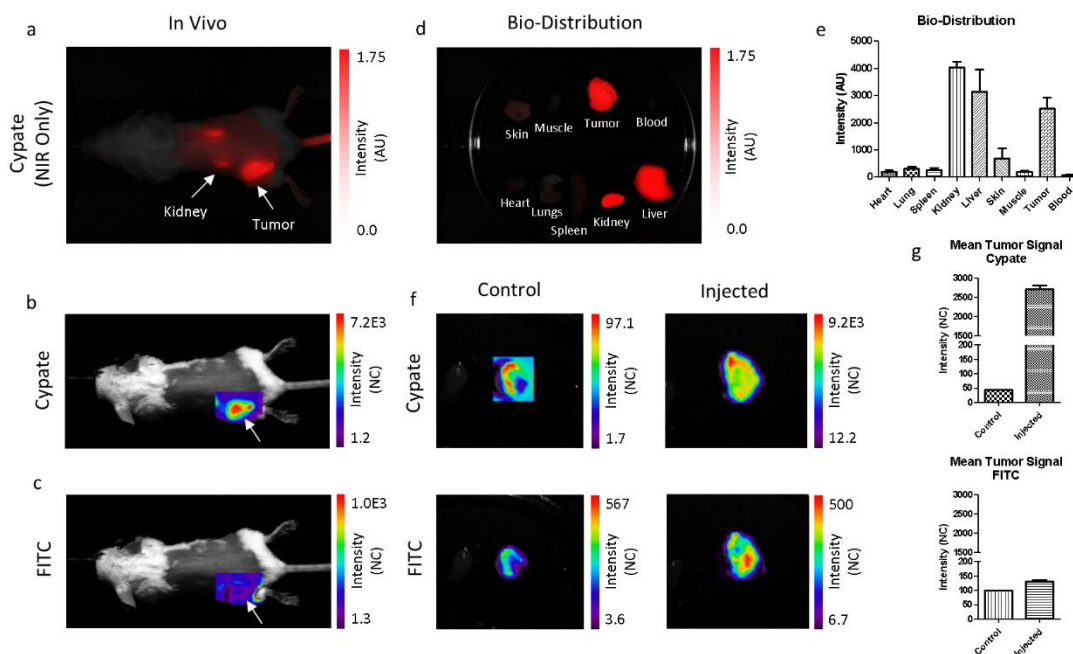 a
In Vivo
Cypate
(NIR Only)
Kidney
Tumor
1.75
Intensity
(AU)
0.0
d
Bio-Distribution
Skin
Muscle
Tumor
Blood
Heart
Lungs
Spleen
Kidney
Liver
1.75
Intensity
(AU)
0.0
e
Bio-Distribution
Intensity (AU)
5000
4000
3000
2000
1000
0
Heart
Lung
Spleen
Kidney
Liver
Skin
Muscle
Tumor
Blood
b
Cypate
7.2E3
Intensity
(NC)
1.2
c
FITC
1.0E3
Intensity
(NC)
1.3
f
Control
Injected
Cypate
97.1
Intensity
(NC)
1.7
9.2E3
Intensity
(NC)
12.2
FITC
567
Intensity
(NC)
3.6
500
Intensity
(NC)
6.7
g
Mean Tumor Signal
Cypate
Intensity (NC)
3000
2500
2000
1500
200
150
100
50
0
Control
Injected
Mean Tumor Signal
FITC
Intensity (NC)
3000
2500
2000
1500
200
150
100
50
0
Control
Injected